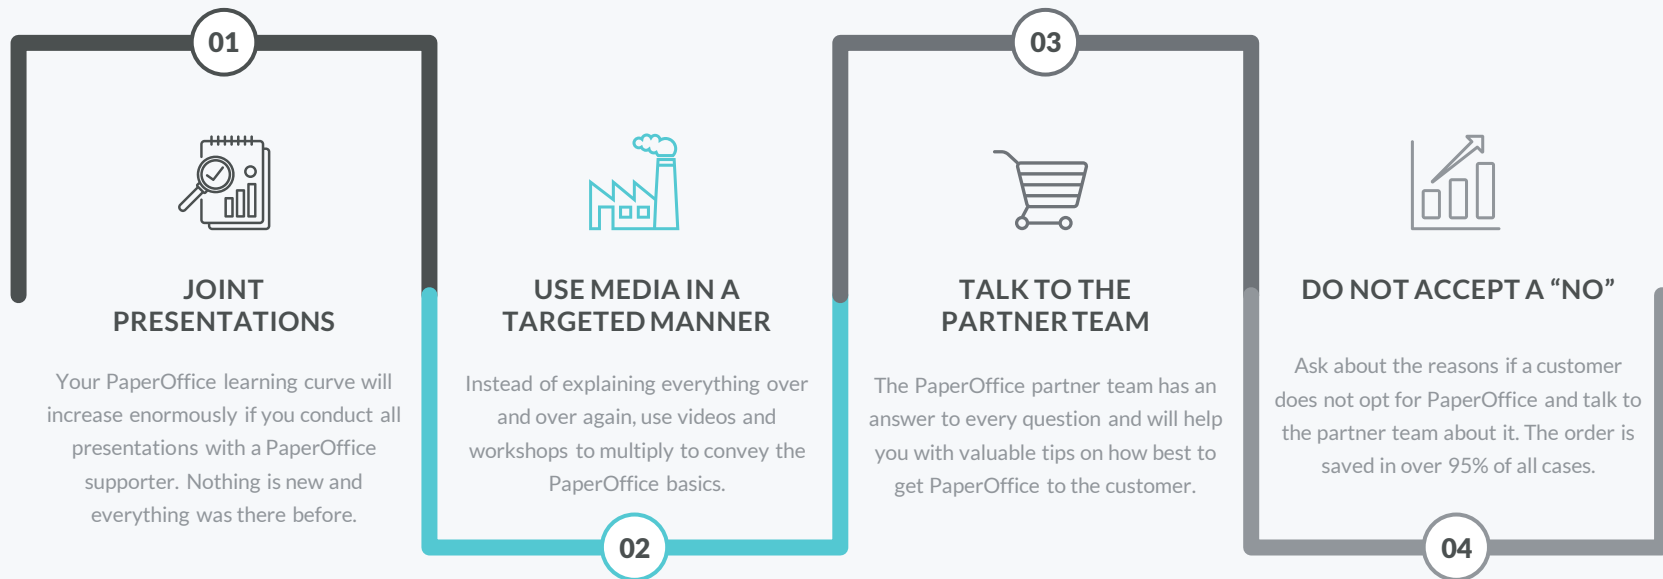 01
JOINT
PRESENTATIONS
Your PaperOffice learning curve will
increase enormously if you conduct all
presentations with a PaperOffice
supporter. Nothing is new and
everything was there before.
USE MEDIA IN A
TARGETED MANNER
Instead of explaining everything over
and over again, use videos and
workshops to multiply to convey the
PaperOffice basics.
02
03
TALK TO THE
PARTNER TEAM
The PaperOffice partner team has an
answer to every question and will help
you with valuable tips on how best to
get PaperOffice to the customer.
DO NOT ACCEPT A “NO”
Ask about the reasons if a customer
does not opt for PaperOffice and talk to
the partner team about it. The order is
saved in over 95% of all cases.
04